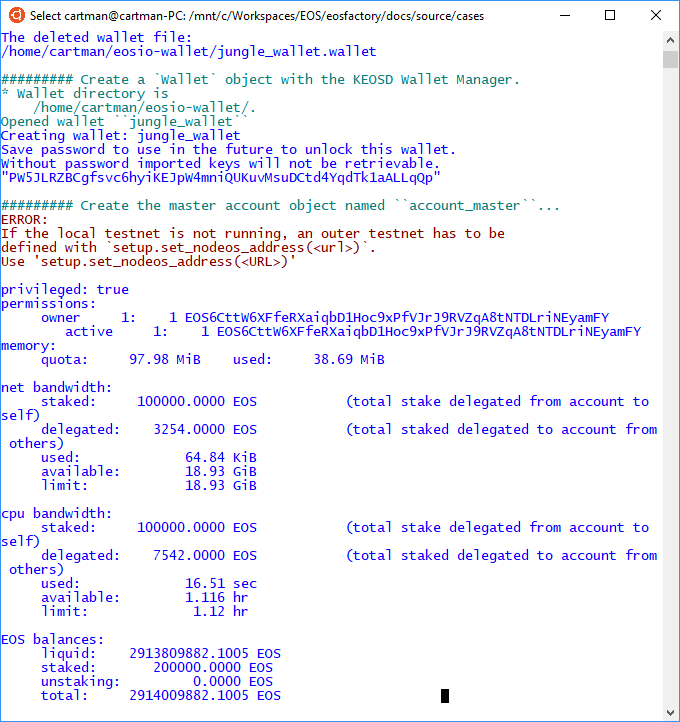 Select cartman@cartman-PC: /mnt/c/Workspaces/EOS/eosfactory/docs/source/cases
The deleted wallet file:
/home/cartman/eosio-wallet/jungle_wallet.wallet
######### Create a `Wallet` object with the KEOSD Wallet Manager.
* Wallet directory is
/home/cartman/eosio-wallet/.
Opened wallet ``jungle_wallet``
Creating wallet: jungle_wallet
Save password to use in the future to unlock this wallet.
Without password imported keys will not be retrievable.
"PW5JLRZBCgfsvc6hyiKEJpW4mniQUKuvMsuDCtd4YqdTk1aALLqQp"
######### Create the master account object named ``account_master``...
ERROR:
If the local testnet is not running, an outer testnet has to be
defined with `setup.set_nodeos_address(<url>)`.
Use 'setup.set_nodeos_address(<URL>)'
privileged: true
permissions:
owner 1: 1 EOS6CttW6XFfeRXaiqbD1Hoc9xPfVJrJ9RVZqA8tNTDLriNEyamFY
active 1: 1 EOS6CttW6XFfeRXaiqbD1Hoc9xPfVJrJ9RVZqA8tNTDLriNEyamFY
memory:
quota: 97.98 MiB used: 38.69 MiB
net bandwidth:
staked: 100000.0000 EOS (total stake delegated from account to
self)
delegated: 3254.0000 EOS (total staked delegated to account from
others)
used: 64.84 KiB
available: 18.93 GiB
limit: 18.93 GiB
cpu bandwidth:
staked: 100000.0000 EOS (total stake delegated from account to
self)
delegated: 7542.0000 EOS (total staked delegated to account from
others)
used: 16.51 sec
available: 1.116 hr
limit: 1.12 hr
EOS balances:
liquid: 2913809882.1005 EOS
staked: 200000.0000 EOS
unstaking: 0.0000 EOS
total: 2914009882.1005 EOS